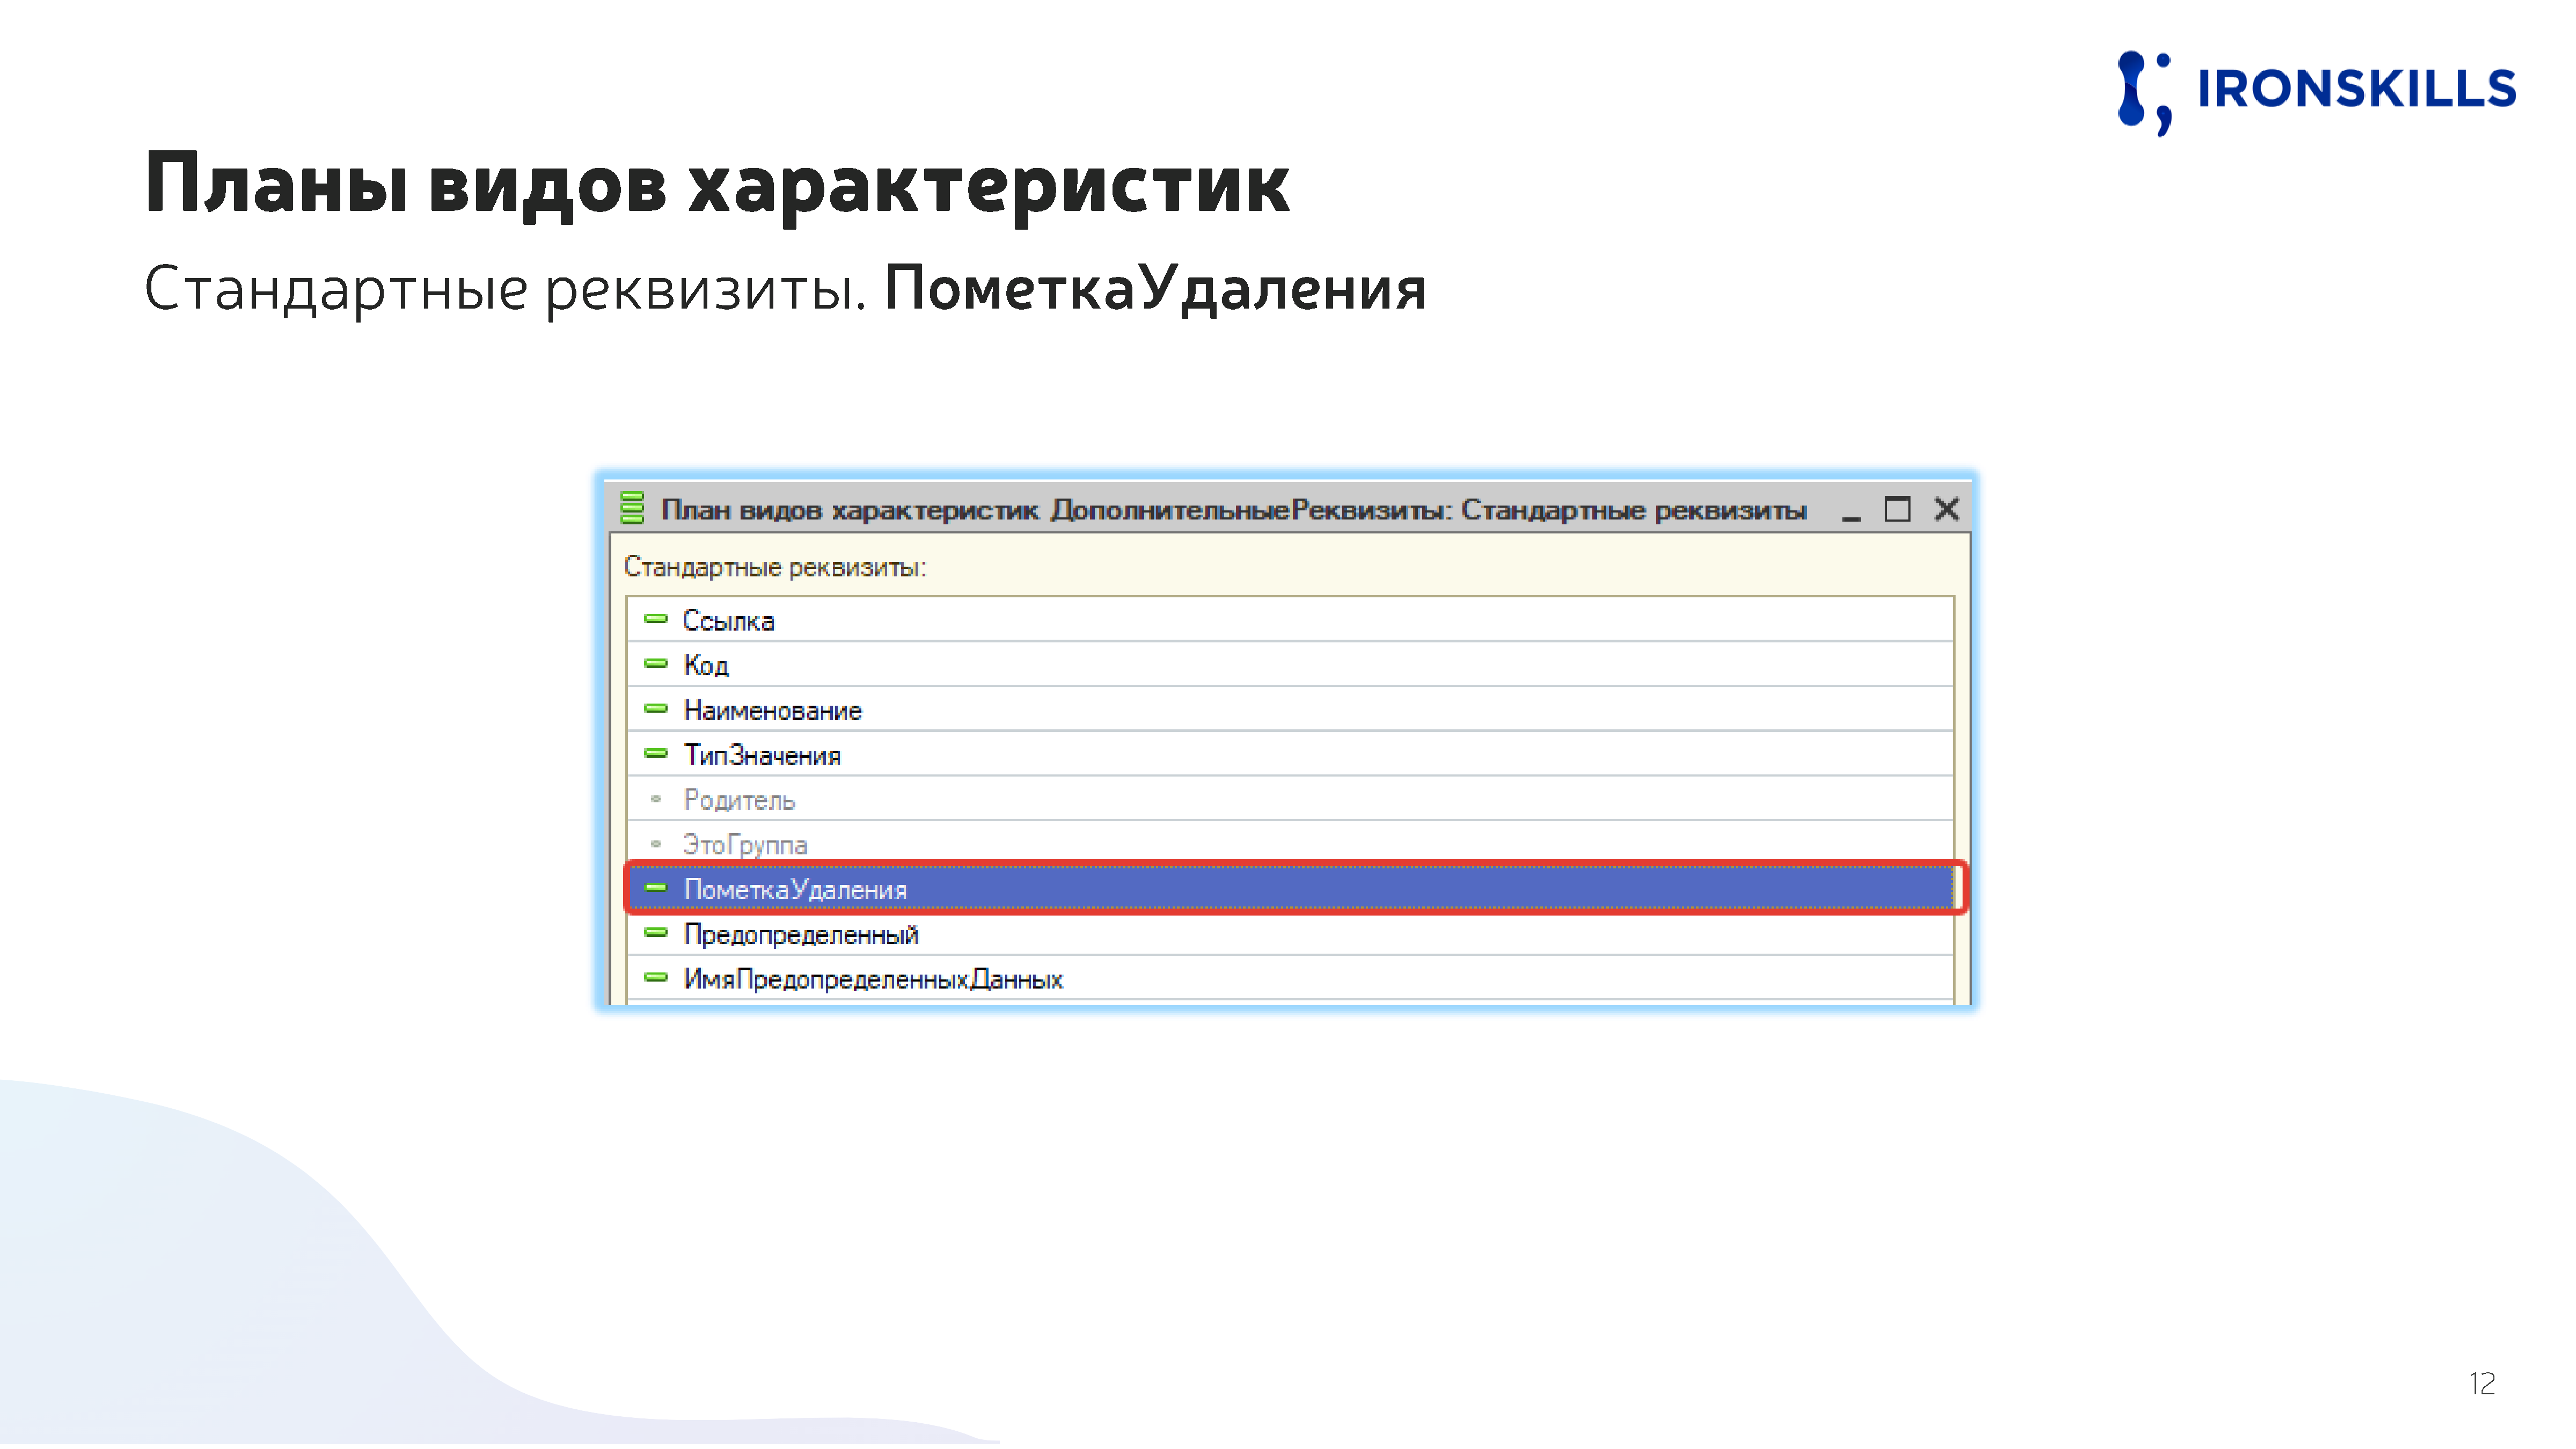 IRONSKILLS
Планы видов характеристик
Стандартные реквизиты. ПометкаУдаления
План видов характеристик ДополнительныеРеквизиты: Стандартные реквизиты
Стандартные реквизиты:
Ссылка
Код
Наименование
ТипЗначения
Родитель
ЭтоГруппа
ПометкаУдаления
Предопределенный
ИмяПредопределенныхДанных
12